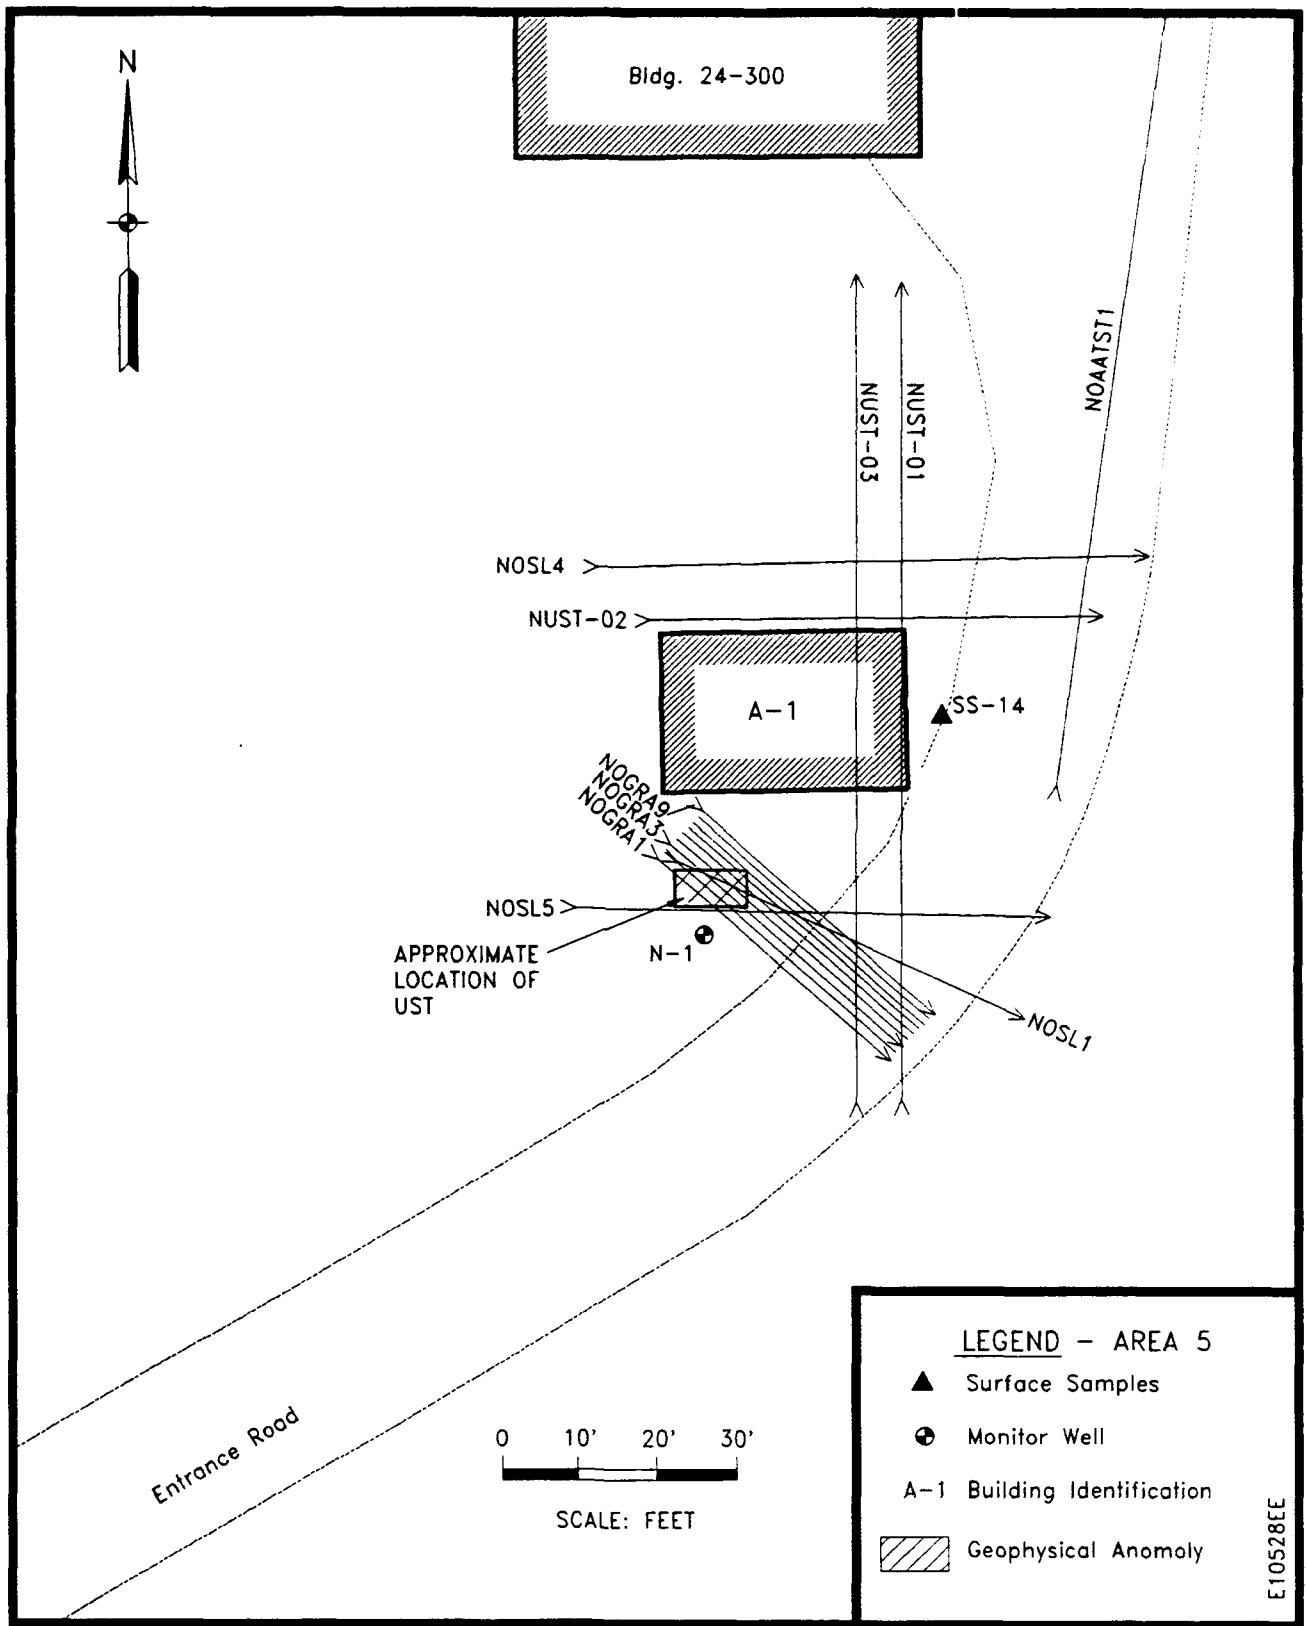 N
Bldg. 24-300
NUST-03
NUST-01
NOAATST1
NOSL4
NUST-02
A-1
SS-14
NOGRA9
NOGRA3
NOGRA1
NOSL5
N-1
APPROXIMATE
LOCATION OF
UST
NOSL1
Entrance Road
0 10' 20' 30'
SCALE: FEET
LEGEND - AREA 5
Surface Samples
Monitor Well
A-1 Building Identification
Geophysical Anomoly
E10528EE